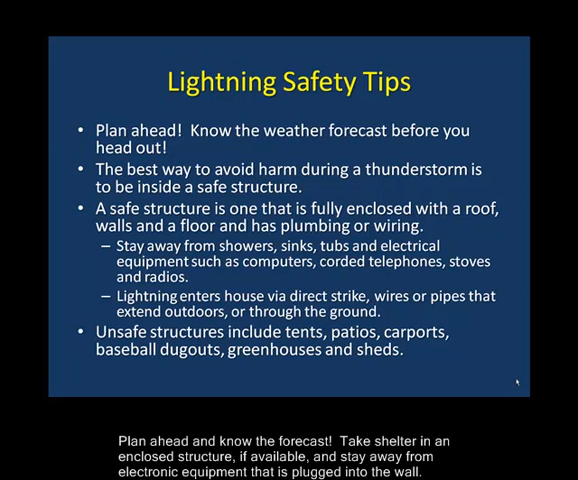 Lightning Safety Tips
• Plan ahead!  Know the weather forecast before you
head out!
• The best way to avoid harm during a thunderstorm is
to be inside a safe structure.
• A safe structure is one that is fully enclosed with a roof,
walls and a floor and has plumbing or wiring.
– Stay away from showers, sinks, tubs and electrical
equipment such as computers, corded telephones, stoves
and radios.
– Lightning enters house via direct strike, wires or pipes that
extend outdoors, or through the ground.
• Unsafe structures include tents, patios, carports,
baseball dugouts, greenhouses and sheds.
Plan ahead and know the forecast!  Take shelter in an
enclosed structure, if available, and stay away from
electronic equipment that is plugged into the wall.